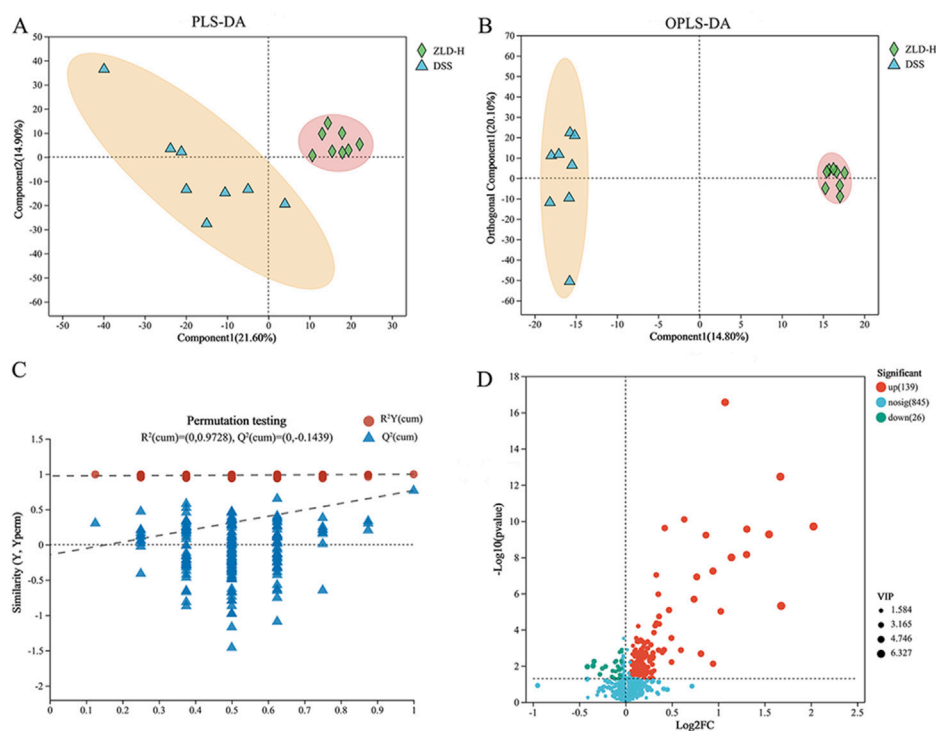 A
PLS-DA
ZLD-H
DSS
Component2(14.90%)
50
40
30
20
10
0
-10
-20
-30
-40
-50
-60
-50 -40 -30 -20 -10 0 10 20 30
Component1(21.60%)
B
OPLS-DA
ZLD-H
DSS
Orthogonal Component1(20.10%)
70
60
50
40
30
20
10
0
-10
-20
-30
-40
-50
-60
-20 -15 -10 -5 0 5 10 15 20
Component1(14.80%)
C
Permutation testing
R²(cum)=(0,0.9728), Q²(cum)=(0,-0.1439)
R²Y(cum)
Q²(cum)
Similarity (Y, Yperm)
1.5
1
0.5
0
-0.5
-1
-1.5
-2
0 0.1 0.2 0.3 0.4 0.5 0.6 0.7 0.8 0.9 1
D
Significant
up(139)
nosig(845)
down(26)
-Log10(pvalue)
18
16
14
12
10
8
6
4
2
0
-1 -0.5 0 0.5 1 1.5 2 2.5
Log2FC
VIP
1.584
3.165
4.746
6.327